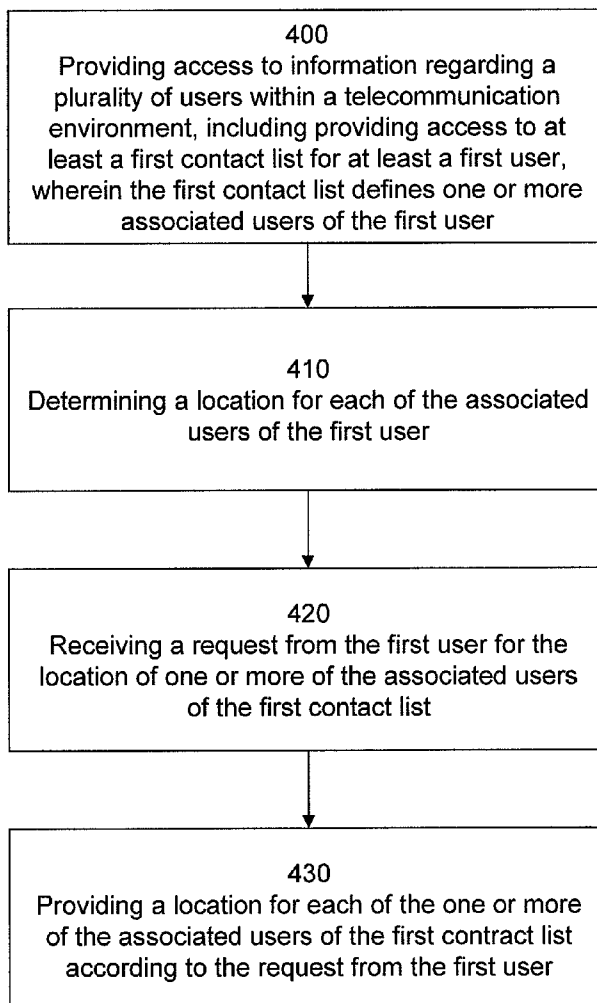 400
Providing access to information regarding a
plurality of users within a telecommunication
environment, including providing access to at
least a first contact list for at least a first user,
wherein the first contact list defines one or more
associated users of the first user
410
Determining a location for each of the associated
users of the first user
420
Receiving a request from the first user for the
location of one or more of the associated users
of the first contact list
430
Providing a location for each of the one or more
of the associated users of the first contract list
according to the request from the first user